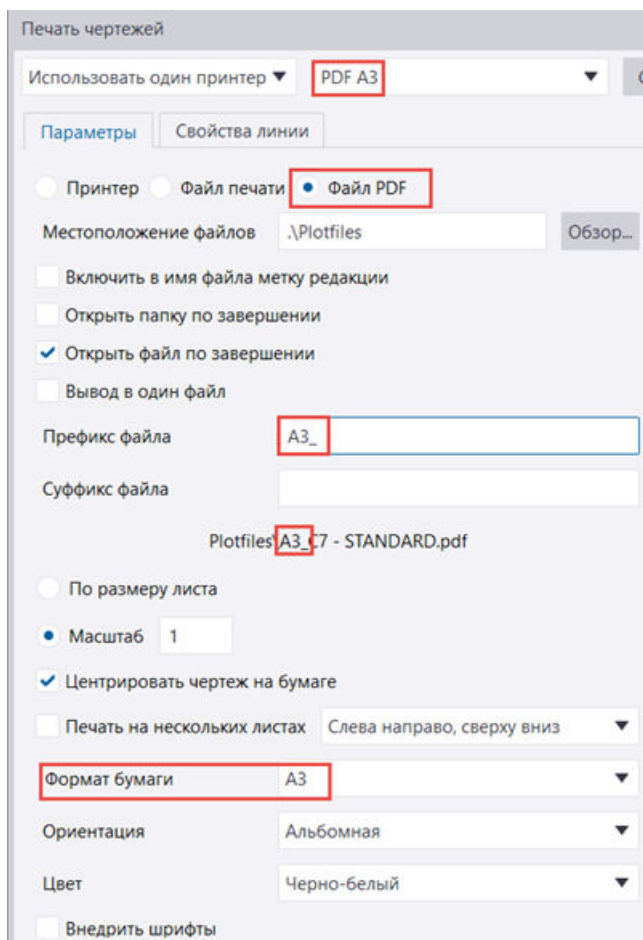 Печать чертежей
Использовать один принтер PDF A3
Параметры Свойства линии
Принтер Файл печати Файл PDF
Местоположение файлов .\Plotfiles Обзор...
Включить в имя файла метку редакции
Открыть папку по завершении
Открыть файл по завершении
Вывод в один файл
Префикс файла A3_
Суффикс файла
Plotfiles\A3_C7 - STANDARD.pdf
По размеру листа
Масштаб 1
Центрировать чертеж на бумаге
Печать на нескольких листах Слева направо, сверху вниз
Формат бумаги A3
Ориентация Альбомная
Цвет Черно-белый
Внедрить шрифты